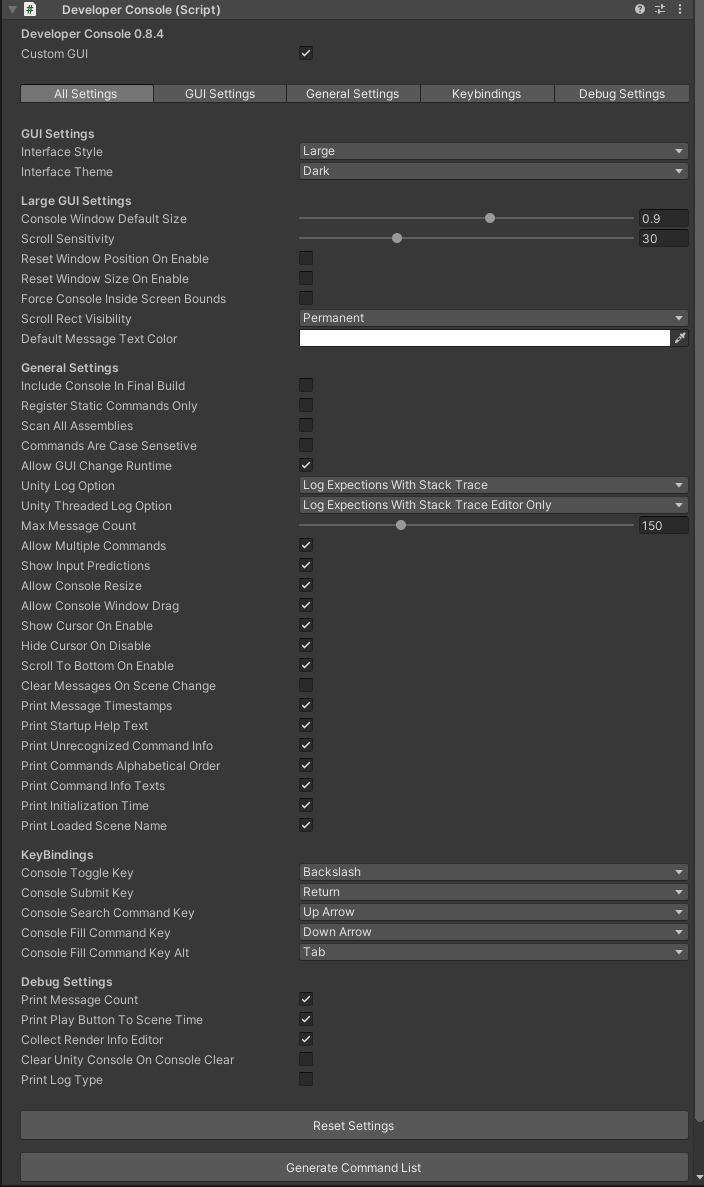 Developer Console (Script)
Developer Console 0.8.4
Custom GUI
All Settings GUI Settings General Settings Keybindings Debug Settings
GUI Settings
Interface Style Large
Interface Theme Dark
Large GUI Settings
Console Window Default Size 0.9
Scroll Sensitivity 30
Reset Window Position On Enable
Reset Window Size On Enable
Force Console Inside Screen Bounds
Scroll Rect Visibility Permanent
Default Message Text Color
General Settings
Include Console In Final Build
Register Static Commands Only
Scan All Assemblies
Commands Are Case Sensetive
Allow GUI Change Runtime
Unity Log Option Log Expections With Stack Trace
Unity Threaded Log Option Log Expections With Stack Trace Editor Only
Max Message Count 150
Allow Multiple Commands
Show Input Predictions
Allow Console Resize
Allow Console Window Drag
Show Cursor On Enable
Hide Cursor On Disable
Scroll To Bottom On Enable
Clear Messages On Scene Change
Print Message Timestamps
Print Startup Help Text
Print Unrecognized Command Info
Print Commands Alphabetical Order
Print Command Info Texts
Print Initialization Time
Print Loaded Scene Name
KeyBindings
Console Toggle Key Backslash
Console Submit Key Return
Console Search Command Key Up Arrow
Console Fill Command Key Down Arrow
Console Fill Command Key Alt Tab
Debug Settings
Print Message Count
Print Play Button To Scene Time
Collect Render Info Editor
Clear Unity Console On Console Clear
Print Log Type
Reset Settings
Generate Command List